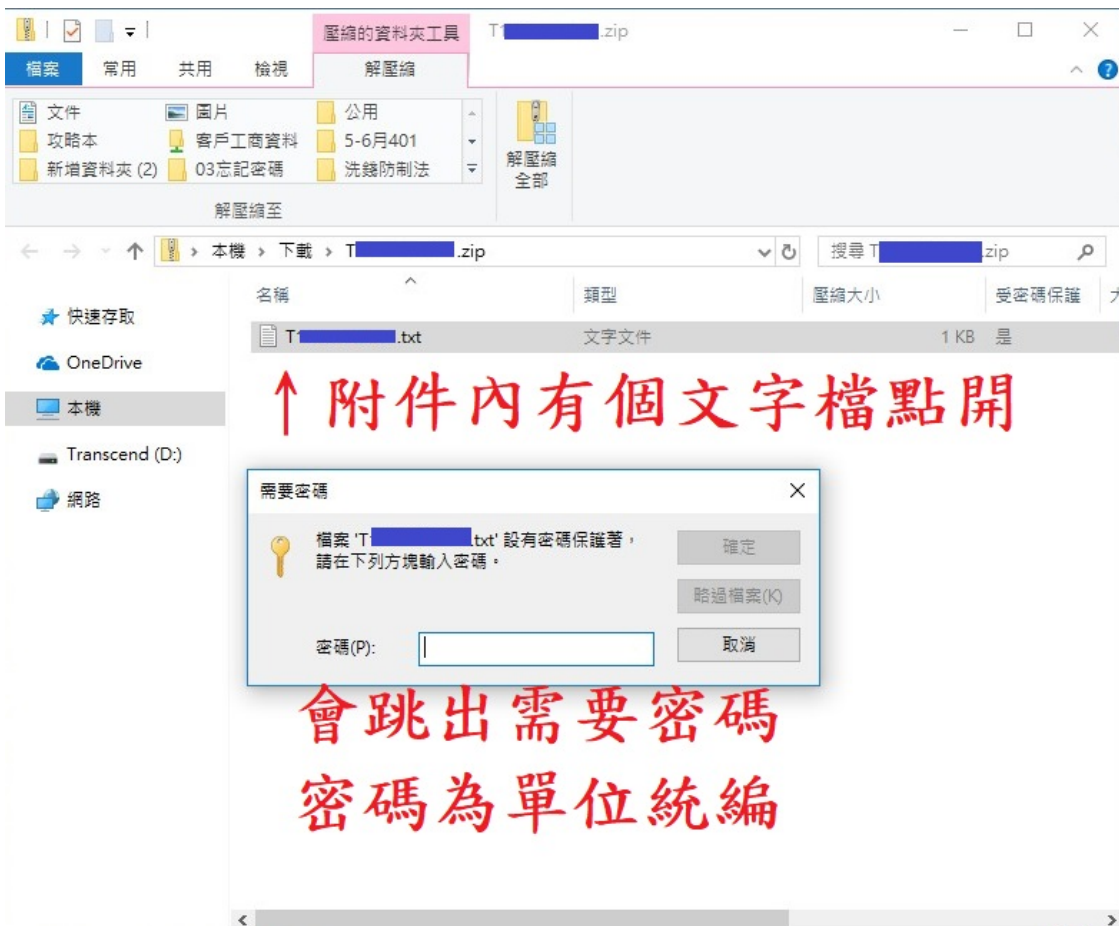 壓縮的資料夾工具 T1 .zip
檔案 常用 共用 檢視 解壓縮
文件 圖片 公用
攻略本 客戶工商資料 5-6月401
新增資料夾 (2) 03忘記密碼 洗錢防制法
解壓縮
全部
解壓縮至
本機 > 下載 > T .zip
搜尋 T .zip
名稱 類型 壓縮大小 受密碼保護
T1 .txt 文字文件 1 KB 是
快速存取
OneDrive
本機
Transcend (D:)
網路
↑附件內有個文字檔點開
需要密碼
檔案 'T .txt' 設有密碼保護著，
請在下列方塊輸入密碼。
確定
略過檔案(K)
取消
密碼(P):
會跳出需要密碼
密碼為單位統編